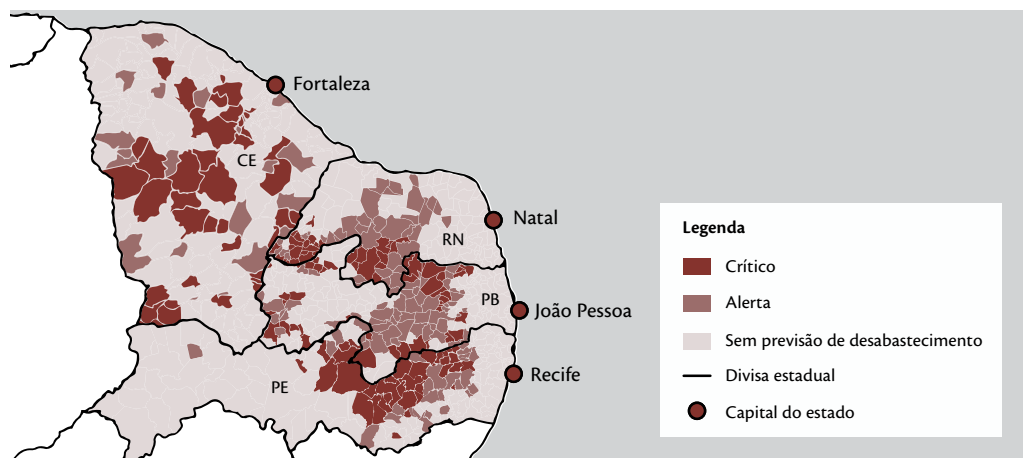 Fortaleza
CE
Natal
RN
PB
João Pessoa
PE
Recife
Legenda
Crítico
Alerta
Sem previsão de desabastecimento
Divisa estadual
Capital do estado